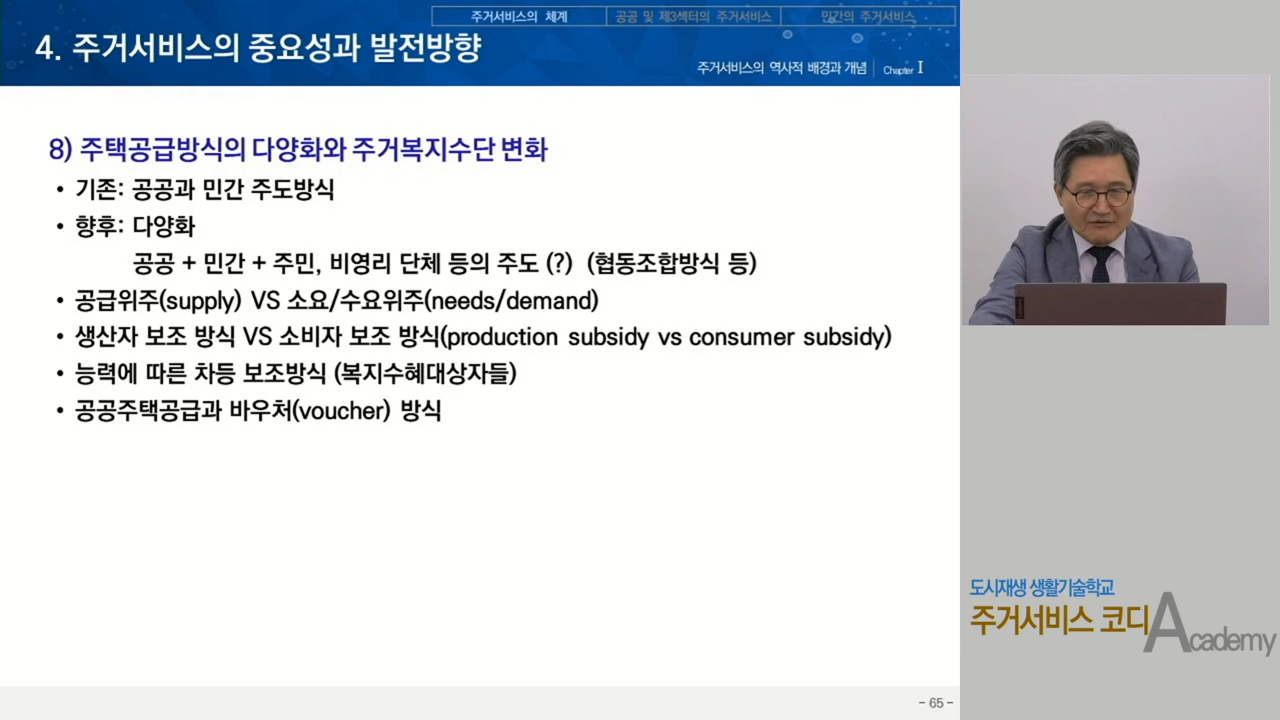 주거서비스의 체계
공공 및 제3섹터의 주거서비스
민간의 주거서비스
4. 주거서비스의 중요성과 발전방향
주거서비스의 역사적 배경과 개념 Chapter I
8) 주택공급방식의 다양화와 주거복지수단 변화
• 기존: 공공과 민간 주도방식
• 향후: 다양화
공공 + 민간 + 주민, 비영리 단체 등의 주도 (?) (협동조합방식 등)
• 공급위주(supply) VS 소요/수요위주(needs/demand)
• 생산자 보조 방식 VS 소비자 보조 방식(production subsidy vs consumer subsidy)
• 능력에 따른 차등 보조방식 (복지수혜대상자들)
• 공공주택공급과 바우처(voucher) 방식
도시재생 생활기술학교
주거서비스 코디 Academy
- 65 -